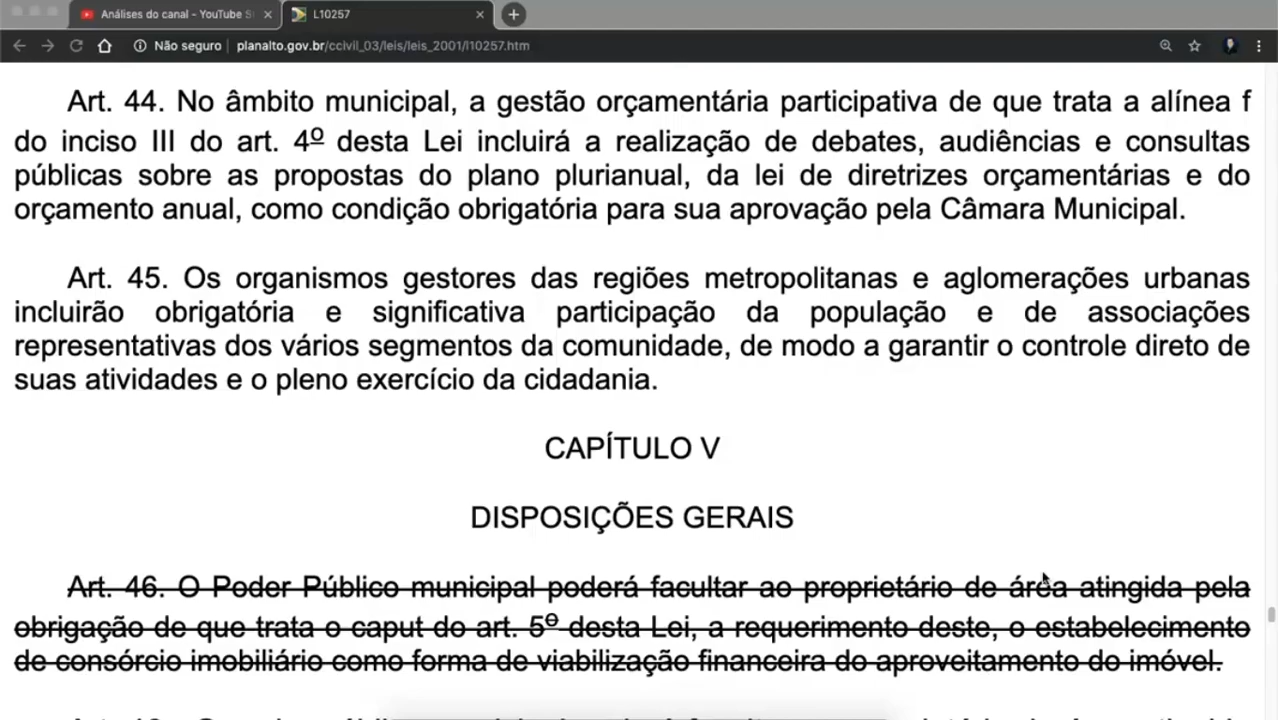 Análises do canal - YouTube S
L10257
Não seguro
planalto.gov.br/ccivil_03/leis/leis_2001/l10257.htm
Art. 44. No âmbito municipal, a gestão orçamentária participativa de que trata a alínea f
do inciso III do art. 4º desta Lei incluirá a realização de debates, audiências e consultas
públicas sobre as propostas do plano plurianual, da lei de diretrizes orçamentárias e do
orçamento anual, como condição obrigatória para sua aprovação pela Câmara Municipal.
Art. 45. Os organismos gestores das regiões metropolitanas e aglomerações urbanas
incluirão obrigatória e significativa participação da população e de associações
representativas dos vários segmentos da comunidade, de modo a garantir o controle direto de
suas atividades e o pleno exercício da cidadania.
CAPÍTULO V
DISPOSIÇÕES GERAIS
Art. 46. O Poder Público municipal poderá facultar ao proprietário de área atingida pela
obrigação de que trata o caput do art. 5º desta Lei, a requerimento deste, o estabelecimento
de consórcio imobiliário como forma de viabilização financeira do aproveitamento do imóvel.